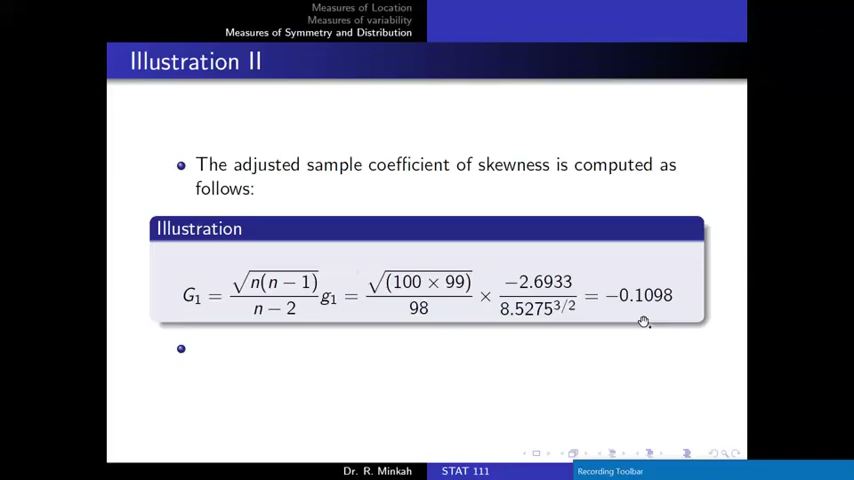 Measures of Location
Measures of variability
Measures of Symmetry and Distribution
Illustration II
The adjusted sample coefficient of skewness is computed as
follows:
Illustration
G₁ = √(n(n − 1))/(n − 2) g₁ = √((100 × 99))/98 × −2.6933/8.5275^{3/2} = −0.1098
Dr. R. Minkah STAT 111 Recording Toolbar